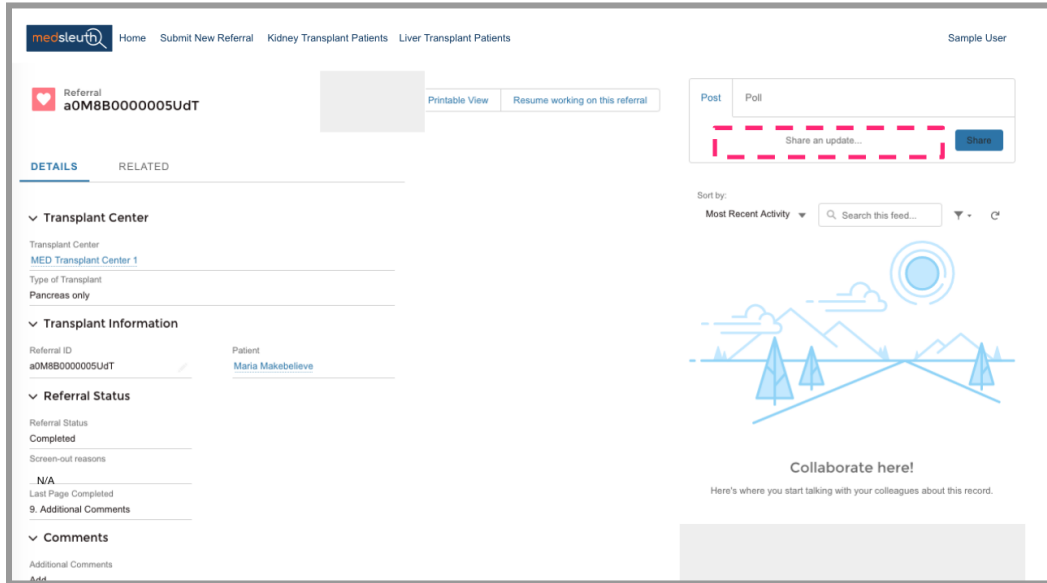 medsleuth Home Submit New Referral Kidney Transplant Patients Liver Transplant Patients Sample User
Referral
a0M8B0000005UdT
Printable View Resume working on this referral
DETAILS RELATED
Transplant Center
Transplant Center
MED Transplant Center 1
Type of Transplant
Pancreas only
Transplant Information
Referral ID Patient
a0M8B0000005UdT Maria Makebelieve
Referral Status
Referral Status
Completed
Screen-out reasons
N/A
Last Page Completed
9. Additional Comments
Comments
Additional Comments
Add
Post Poll
Share an update... Share
Sort by:
Most Recent Activity Search this feed...
Collaborate here!
Here's where you start talking with your colleagues about this record.